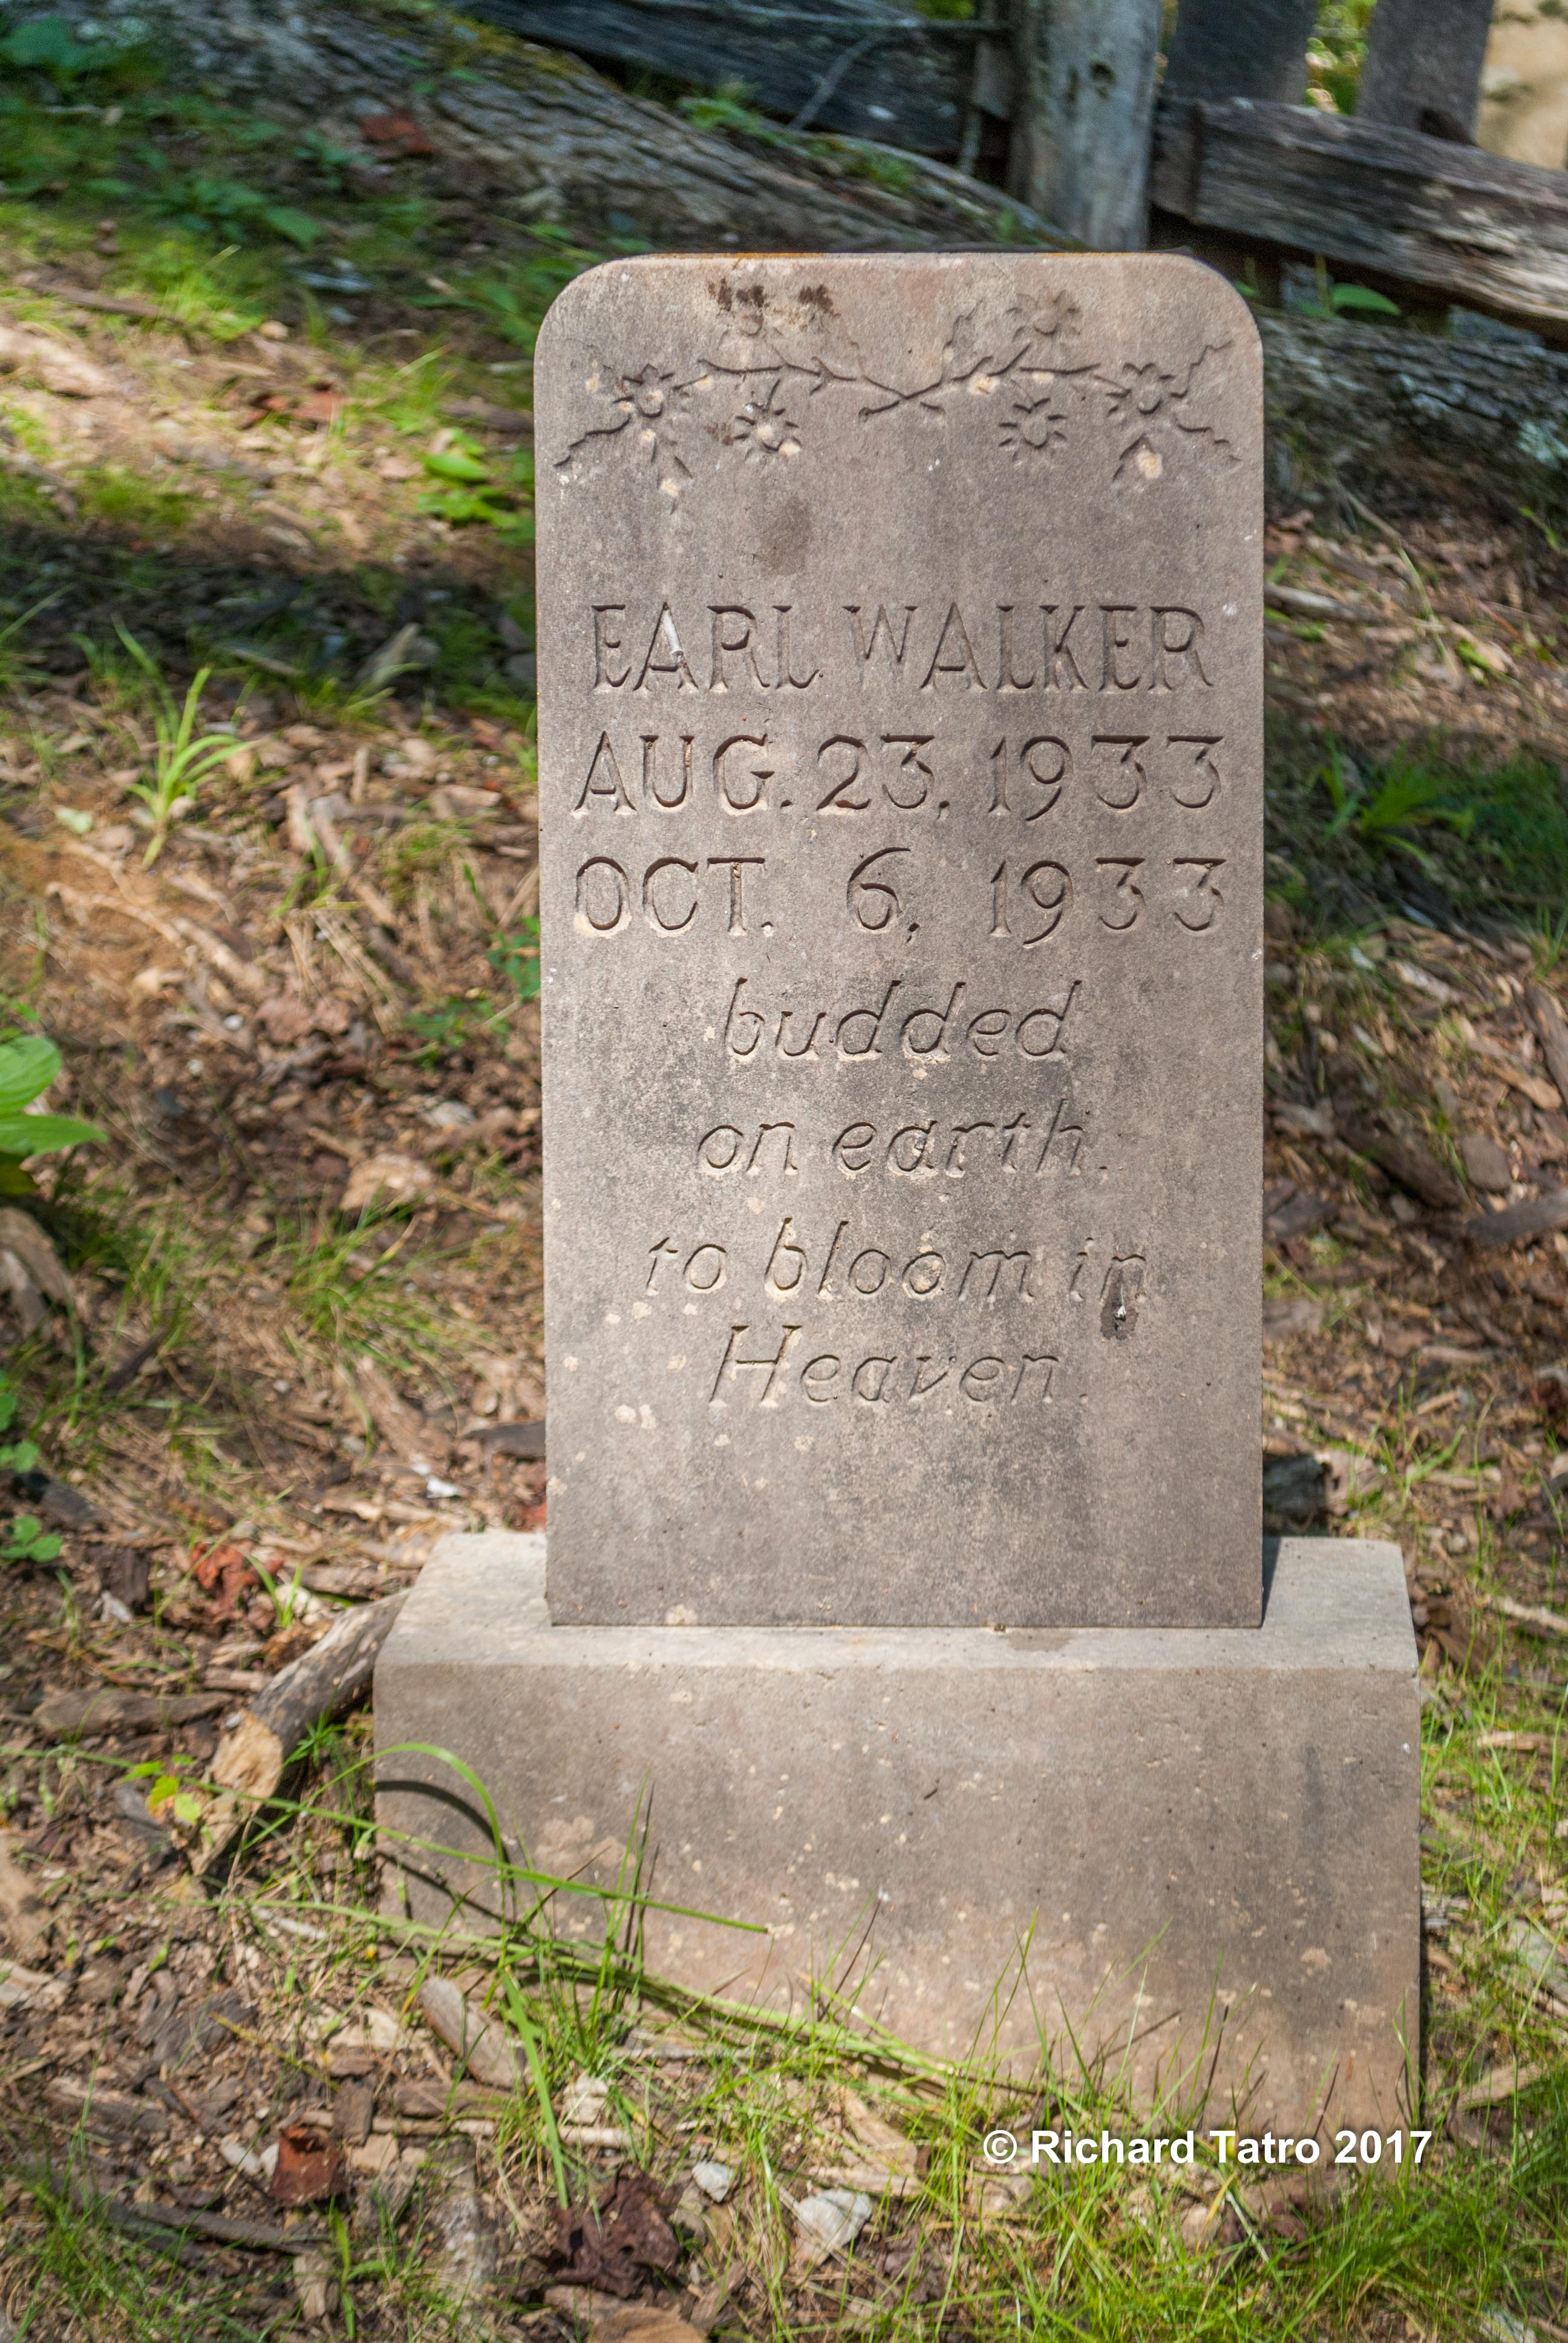 EARL WALKER
AUG. 23, 1933
OCT. 6, 1933
budded
on earth.
to bloom in
Heaven.
© Richard Tatro 2017